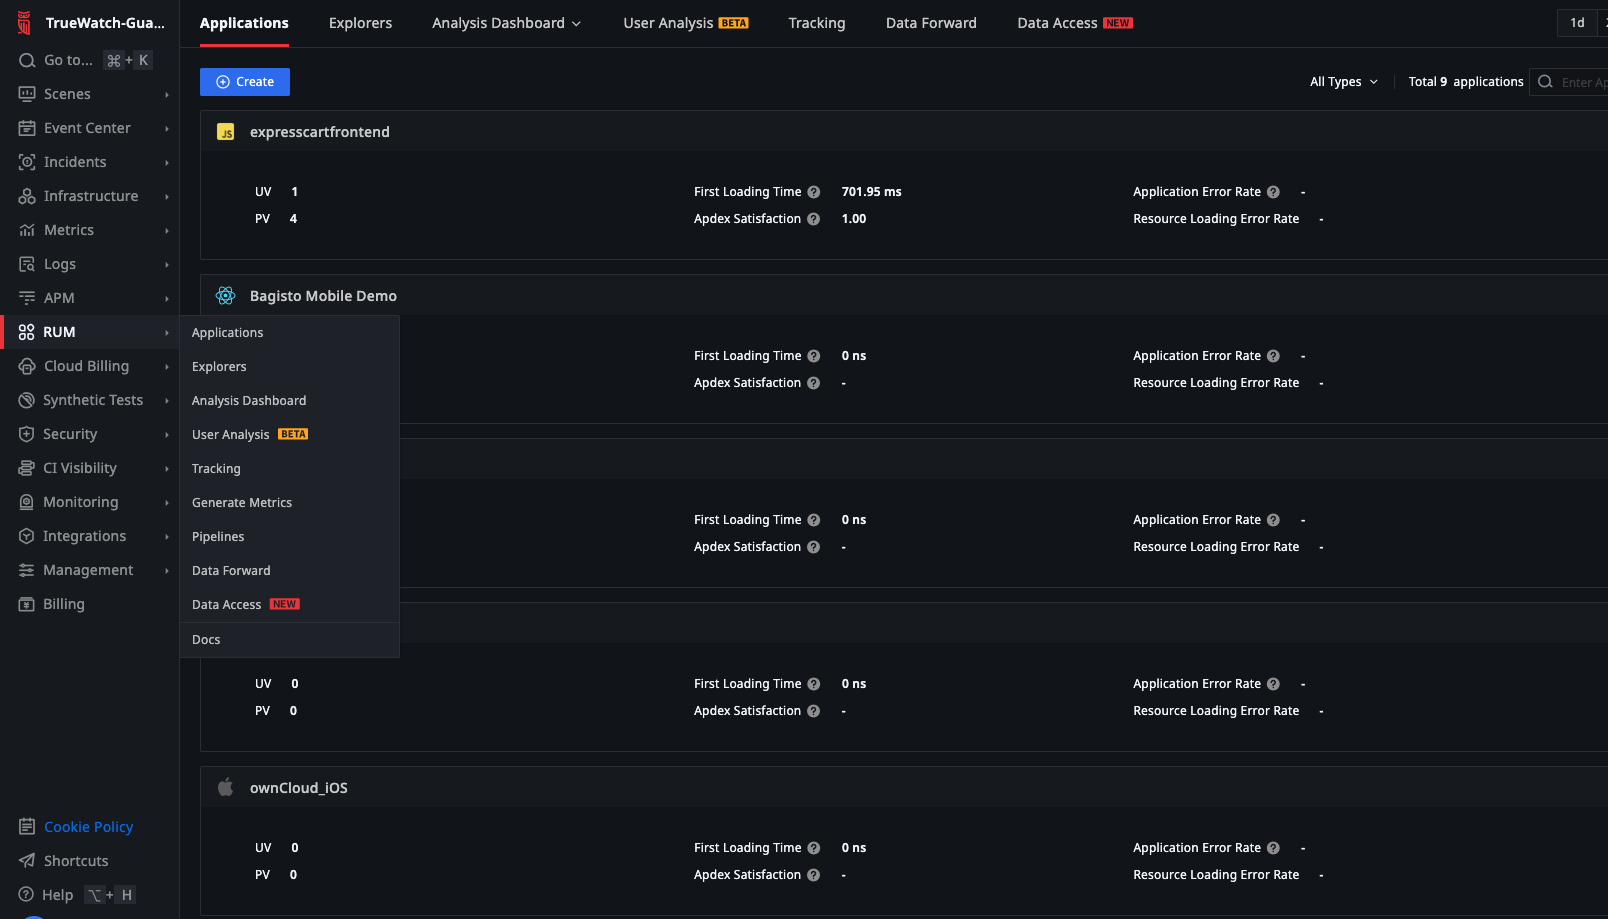 TrueWatch-Gua...
Go to... ⌘ + K
Scenes
Event Center
Incidents
Infrastructure
Metrics
Logs
APM
RUM
Cloud Billing
Synthetic Tests
Security
CI Visibility
Monitoring
Integrations
Management
Billing
Cookie Policy
Shortcuts
Help ⌥ + H
Applications Explorers Analysis Dashboard User Analysis BETA Tracking Data Forward Data Access NEW 1d
Create All Types Total 9 applications Enter Ap
JS expresscartfrontend
UV 1 First Loading Time ? 701.95 ms Application Error Rate ? -
PV 4 Apdex Satisfaction ? 1.00 Resource Loading Error Rate -
Bagisto Mobile Demo
Applications
Explorers
Analysis Dashboard
User Analysis BETA
Tracking
Generate Metrics
Pipelines
Data Forward
Data Access NEW
Docs
First Loading Time ? 0 ns Application Error Rate ? -
Apdex Satisfaction ? - Resource Loading Error Rate -
First Loading Time ? 0 ns Application Error Rate ? -
Apdex Satisfaction ? - Resource Loading Error Rate -
UV 0 First Loading Time ? 0 ns Application Error Rate ? -
PV 0 Apdex Satisfaction ? - Resource Loading Error Rate -
ownCloud_iOS
UV 0 First Loading Time ? 0 ns Application Error Rate ? -
PV 0 Apdex Satisfaction ? - Resource Loading Error Rate -